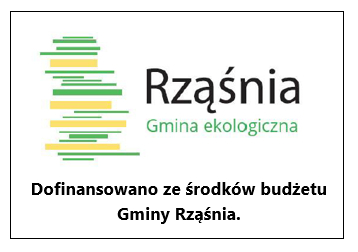 Rząśnia
Gmina ekologiczna
Dofinansowano ze środków budżetu
Gminy Rząśnia.